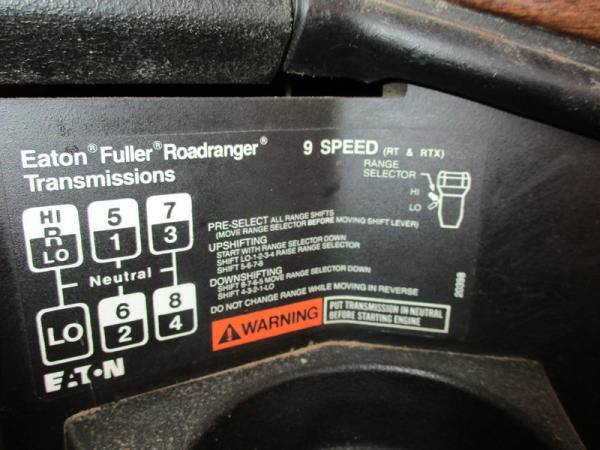 Eaton® Fuller® Roadranger®
Transmissions
9 SPEED (RT & RTX)
RANGE
SELECTOR
HI
LO
HI
R
LO
5
1
7
3
Neutral
LO
6
2
8
4
EATON
PRE-SELECT ALL RANGE SHIFTS
(MOVE RANGE SELECTOR BEFORE MOVING SHIFT LEVER)
UPSHIFTING
START WITH RANGE SELECTOR DOWN
SHIFT LO-1-2-3-4 RAISE RANGE SELECTOR
SHIFT 5-6-7-8
DOWNSHIFTING
SHIFT 8-7-6-5 MOVE RANGE SELECTOR DOWN
SHIFT 4-3-2-1-LO
DO NOT CHANGE RANGE WHILE MOVING IN REVERSE
WARNING
PUT TRANSMISSION IN NEUTRAL
BEFORE STARTING ENGINE
20398